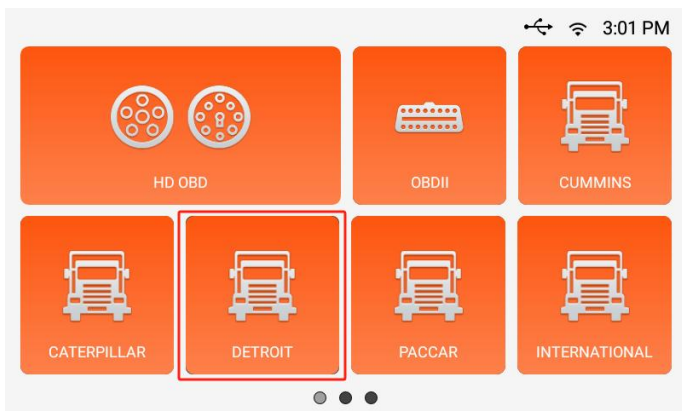 3:01 PM
HD OBD
OBDII
CUMMINS
CATERPILLAR
DETROIT
PACCAR
INTERNATIONAL